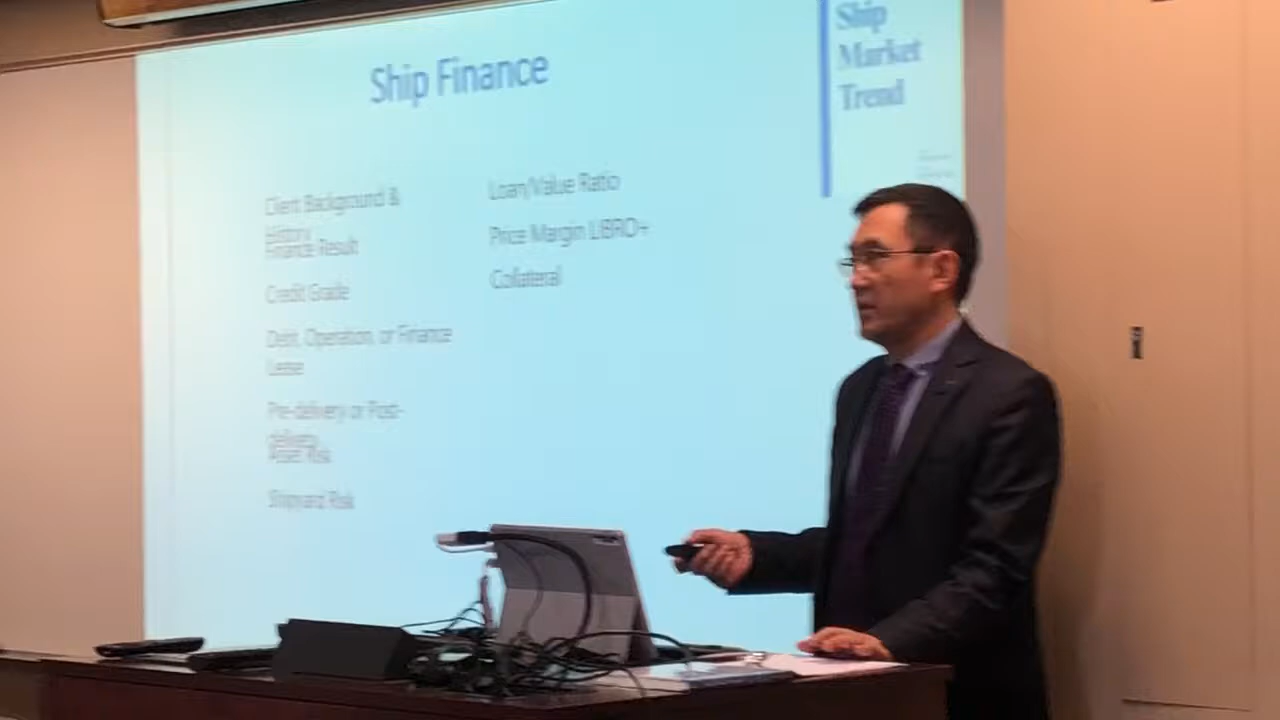 Ship Finance
Client Background &
History
Finance Result
Credit Grade
Debt, Operation, or Finance
Lease
Pre-delivery or Post-
delivery
Asset Risk
Shipyard Risk
Loan/Value Ratio
Price Margin LIBRO+
Collateral
Ship
Market
Trend